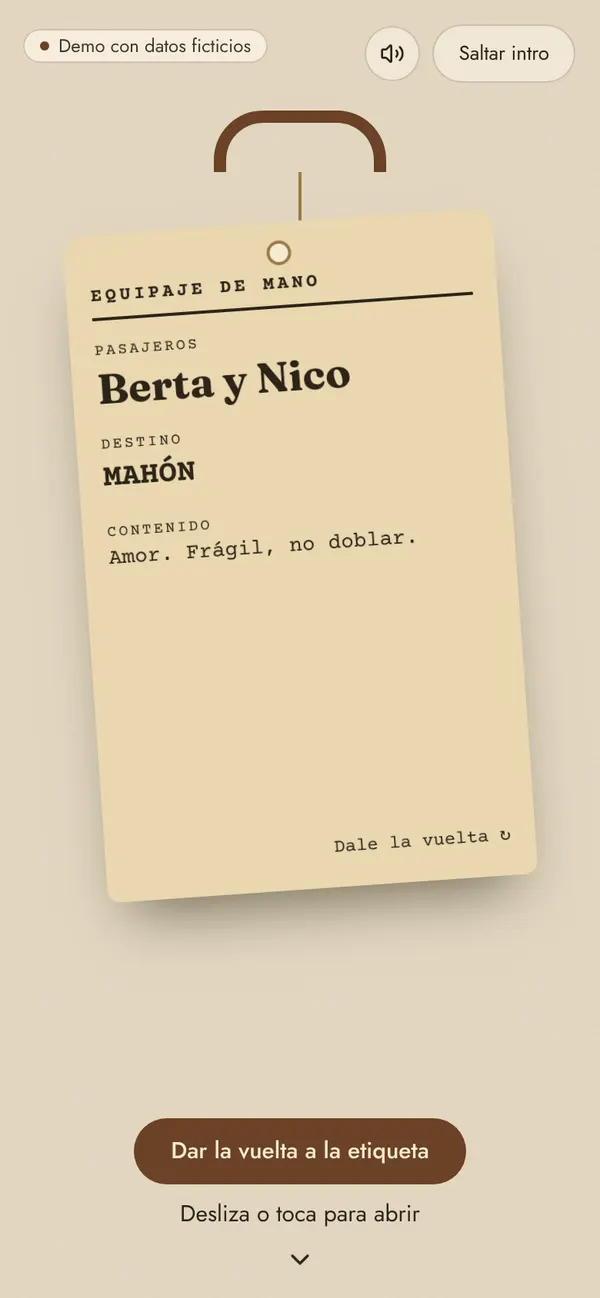 Demo con datos ficticios
Saltar intro
EQUIPAJE DE MANO
PASAJEROS
Berta y Nico
DESTINO
MAHÓN
CONTENIDO
Amor. Frágil, no doblar.
Dale la vuelta ↻
Dar la vuelta a la etiqueta
Desliza o toca para abrir